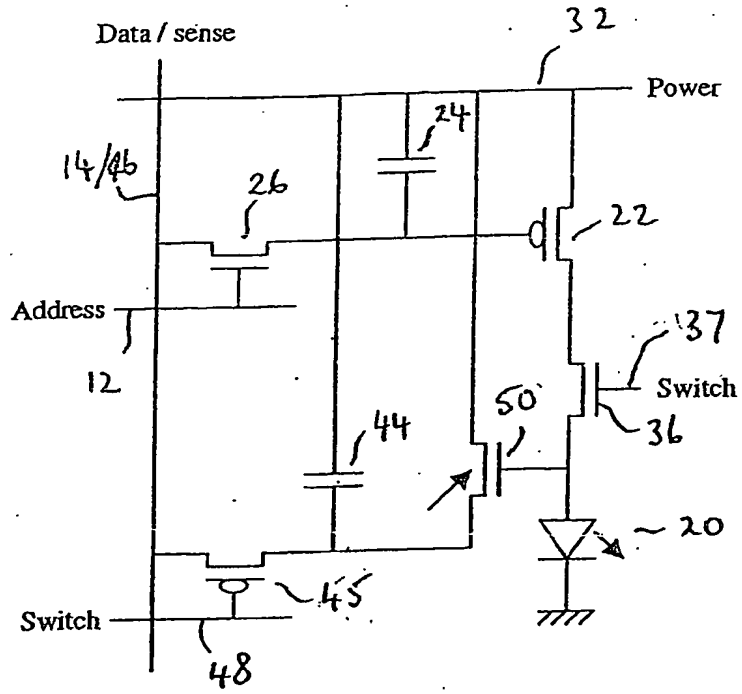 32
Data / sense
Power
24
14/46
26
22
Address
12
37
Switch
50
36
44
20
45
Switch
48